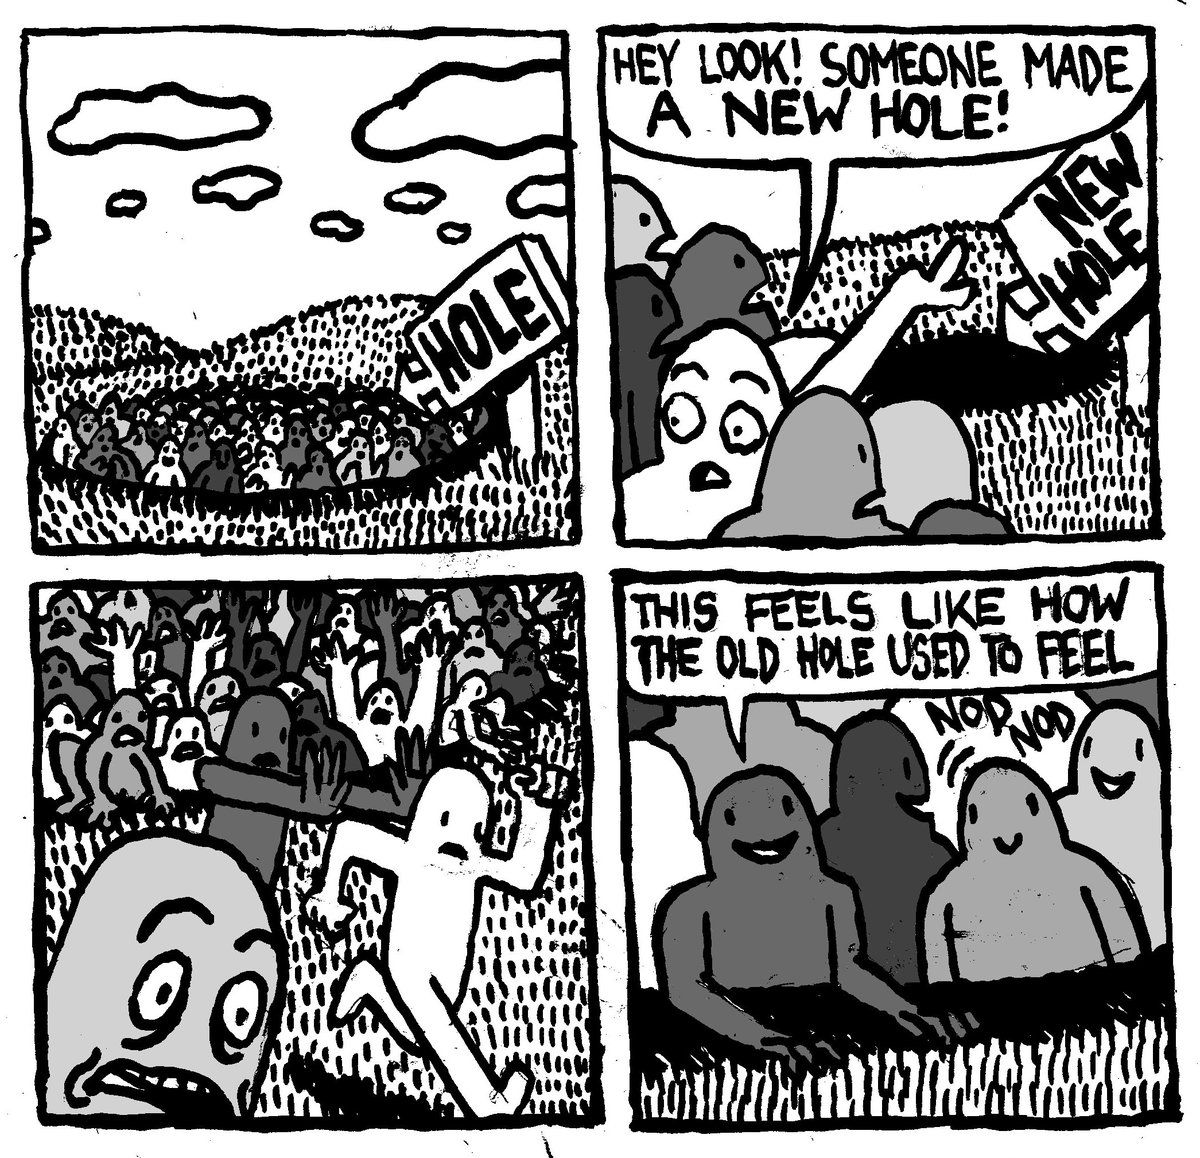 HOLE
HEY LOOK! SOMEONE MADE
A NEW HOLE!
NEW
HOLE
THIS FEELS LIKE HOW
THE OLD HOLE USED TO FEEL
NOD
NOD